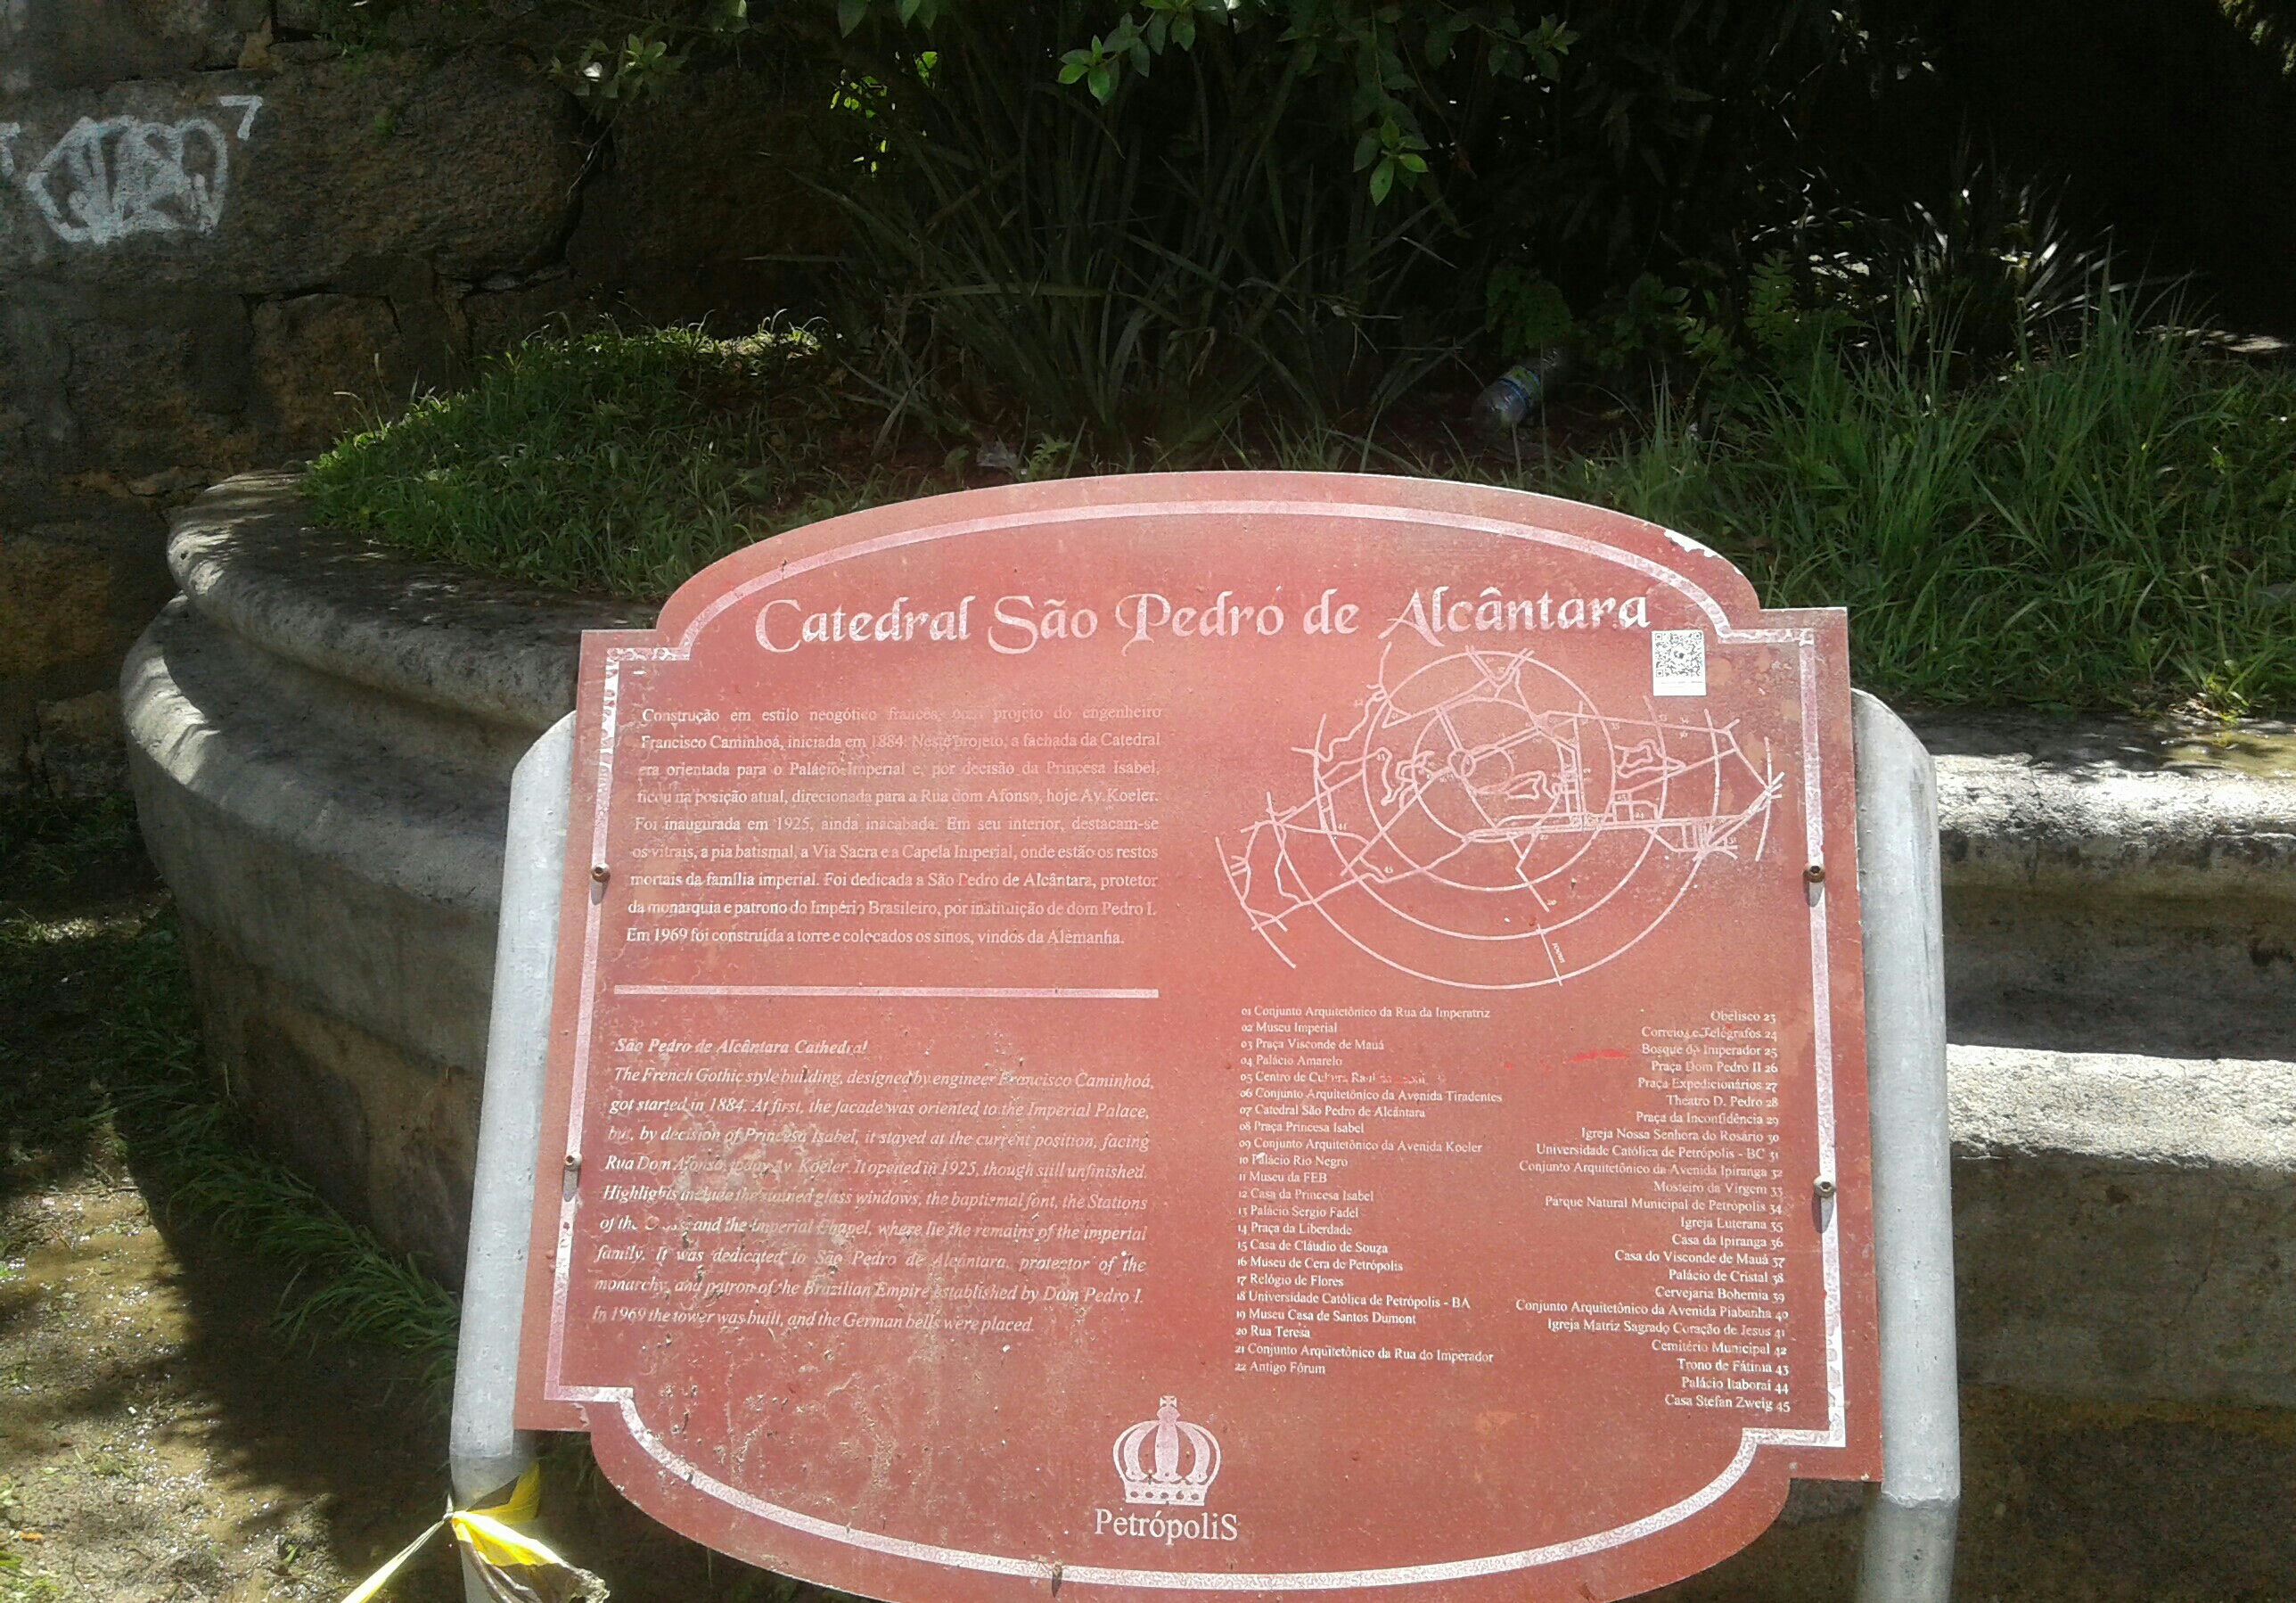 Catedral São Pedro de Alcântara
Construção em estilo neogótico francês, projeto do engenheiro
Francisco Caminhoá, iniciada em 1884. Neste projeto, a fachada da Catedral
era orientada para o Palácio Imperial e, por decisão da Princesa Isabel,
ficou na posição atual, direcionada para a Rua dom Afonso, hoje Av. Koeler.
Foi inaugurada em 1925, ainda inacabada. Em seu interior, destacam-se
os vitrais, a pia batismal, a Via Sacra e a Capela Imperial, onde estão os restos
mortais da família imperial. Foi dedicada a São Pedro de Alcântara, protetor
da monarquia e patrono do Império Brasileiro, por instituição de dom Pedro I.
Em 1969 foi construída a torre e colocados os sinos, vindos da Alemanha.
São Pedro de Alcântara Cathedral
The French Gothic style building, designed by engineer Francisco Caminhoá,
got started in 1884. At first, the facade was oriented to the Imperial Palace,
but, by decision of Princesa Isabel, it stayed at the current position, facing
Rua Dom Afonso, today Av. Koeler. It opened in 1925, though still unfinished.
Highlights include the stained glass windows, the baptismal font, the Stations
of the and the Imperial Chapel, where lie the remains of the imperial
family. It was dedicated to São Pedro de Alcântara, protector of the
monarchy, and patron of the Brazilian Empire established by Dom Pedro I.
In 1969 the tower was built, and the German bells were placed.
01 Conjunto Arquitetônico da Rua da Imperatriz
02 Museu Imperial
03 Praça Visconde de Mauá
04 Palácio Amarelo
05 Centro de Cultura Raul
06 Conjunto Arquitetônico da Avenida Tiradentes
07 Catedral São Pedro de Alcântara
08 Praça Princesa Isabel
09 Conjunto Arquitetônico da Avenida Koeler
10 Palácio Rio Negro
11 Museu da FEB
12 Casa da Princesa Isabel
13 Palácio Sergio Fadel
14 Praça da Liberdade
15 Casa de Cláudio de Souza
16 Museu de Cera de Petrópolis
17 Relógio de Flores
18 Universidade Católica de Petrópolis - BA
19 Museu Casa de Santos Dumont
20 Rua Teresa
21 Conjunto Arquitetônico da Rua do Imperador
22 Antigo Fórum
Obelisco 23
Correios e Telégrafos 24
Bosque do Imperador 25
Praça Dom Pedro II 26
Praça Expedicionários 27
Theatro D. Pedro 28
Praça da Inconfidência 29
Igreja Nossa Senhora do Rosário 30
Universidade Católica de Petrópolis - BC 31
Conjunto Arquitetônico da Avenida Ipiranga 32
Mosteiro da Virgem 33
Parque Natural Municipal de Petrópolis 34
Igreja Luterana 35
Casa da Ipiranga 36
Casa do Visconde de Mauá 37
Palácio de Cristal 38
Cervejaria Bohemia 39
Conjunto Arquitetônico da Avenida Piabanha 40
Igreja Matriz Sagrado Coração de Jesus 41
Cemitério Municipal 42
Trono de Fátima 43
Palácio Itaboraí 44
Casa Stefan Zweig 45
PetrópoliS